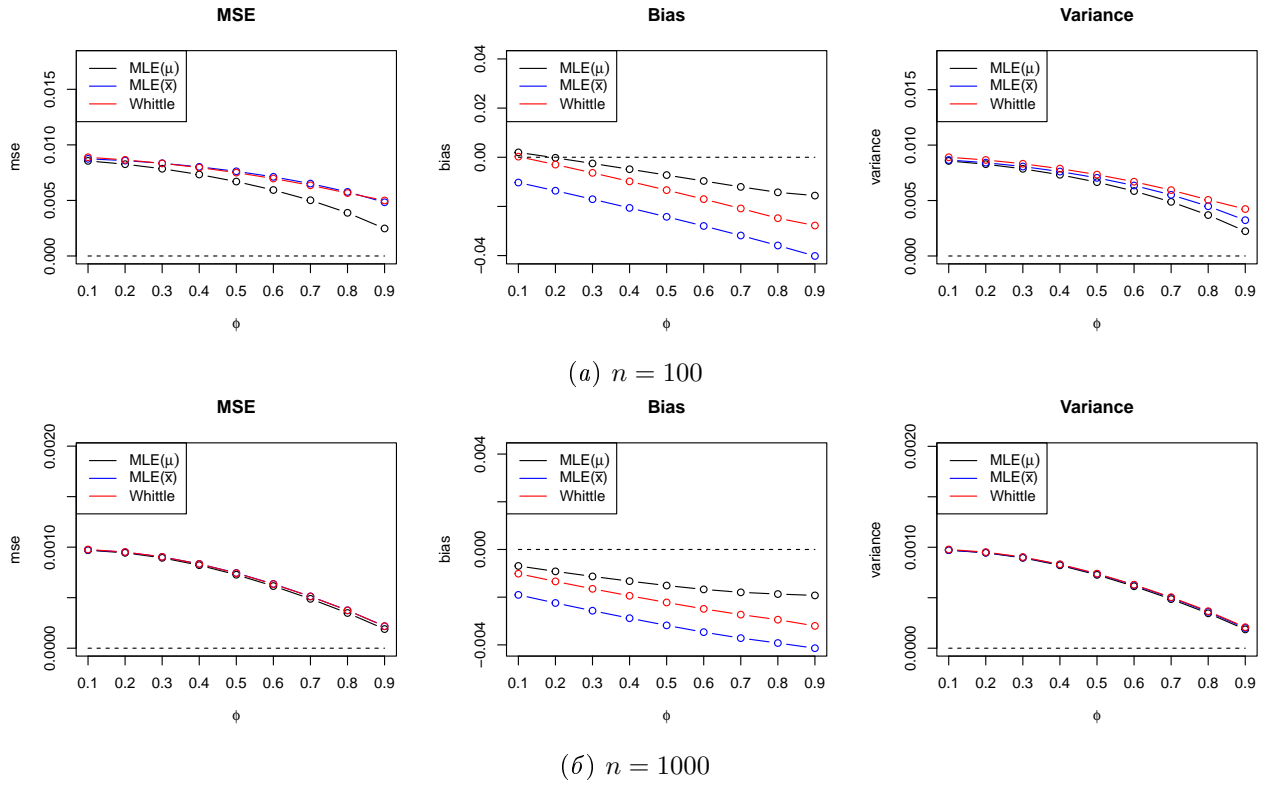 MSE
Bias
Variance
MLE(μ)
MLE(x̄)
Whittle
mse
0.000
0.005
0.010
0.015
0.1 0.2 0.3 0.4 0.5 0.6 0.7 0.8 0.9
ϕ
MLE(μ)
MLE(x̄)
Whittle
bias
−0.04
0.00
0.02
0.04
0.1 0.2 0.3 0.4 0.5 0.6 0.7 0.8 0.9
ϕ
MLE(μ)
MLE(x̄)
Whittle
variance
0.000
0.005
0.010
0.015
0.1 0.2 0.3 0.4 0.5 0.6 0.7 0.8 0.9
ϕ
(а) n = 100
MSE
Bias
Variance
MLE(μ)
MLE(x̄)
Whittle
mse
0.0000
0.0010
0.0020
0.1 0.2 0.3 0.4 0.5 0.6 0.7 0.8 0.9
ϕ
MLE(μ)
MLE(x̄)
Whittle
bias
−0.004
0.000
0.004
0.1 0.2 0.3 0.4 0.5 0.6 0.7 0.8 0.9
ϕ
MLE(μ)
MLE(x̄)
Whittle
variance
0.0000
0.0010
0.0020
0.1 0.2 0.3 0.4 0.5 0.6 0.7 0.8 0.9
ϕ
(б) n = 1000